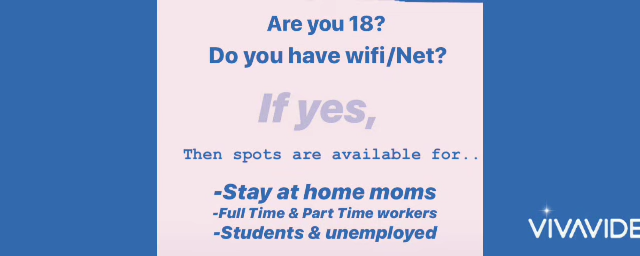 Are you 18?
Do you have wifi/Net?
If yes,
Then spots are available for..
-Stay at home moms
-Full Time & Part Time workers
-Students & unemployed
VIVAVIDE